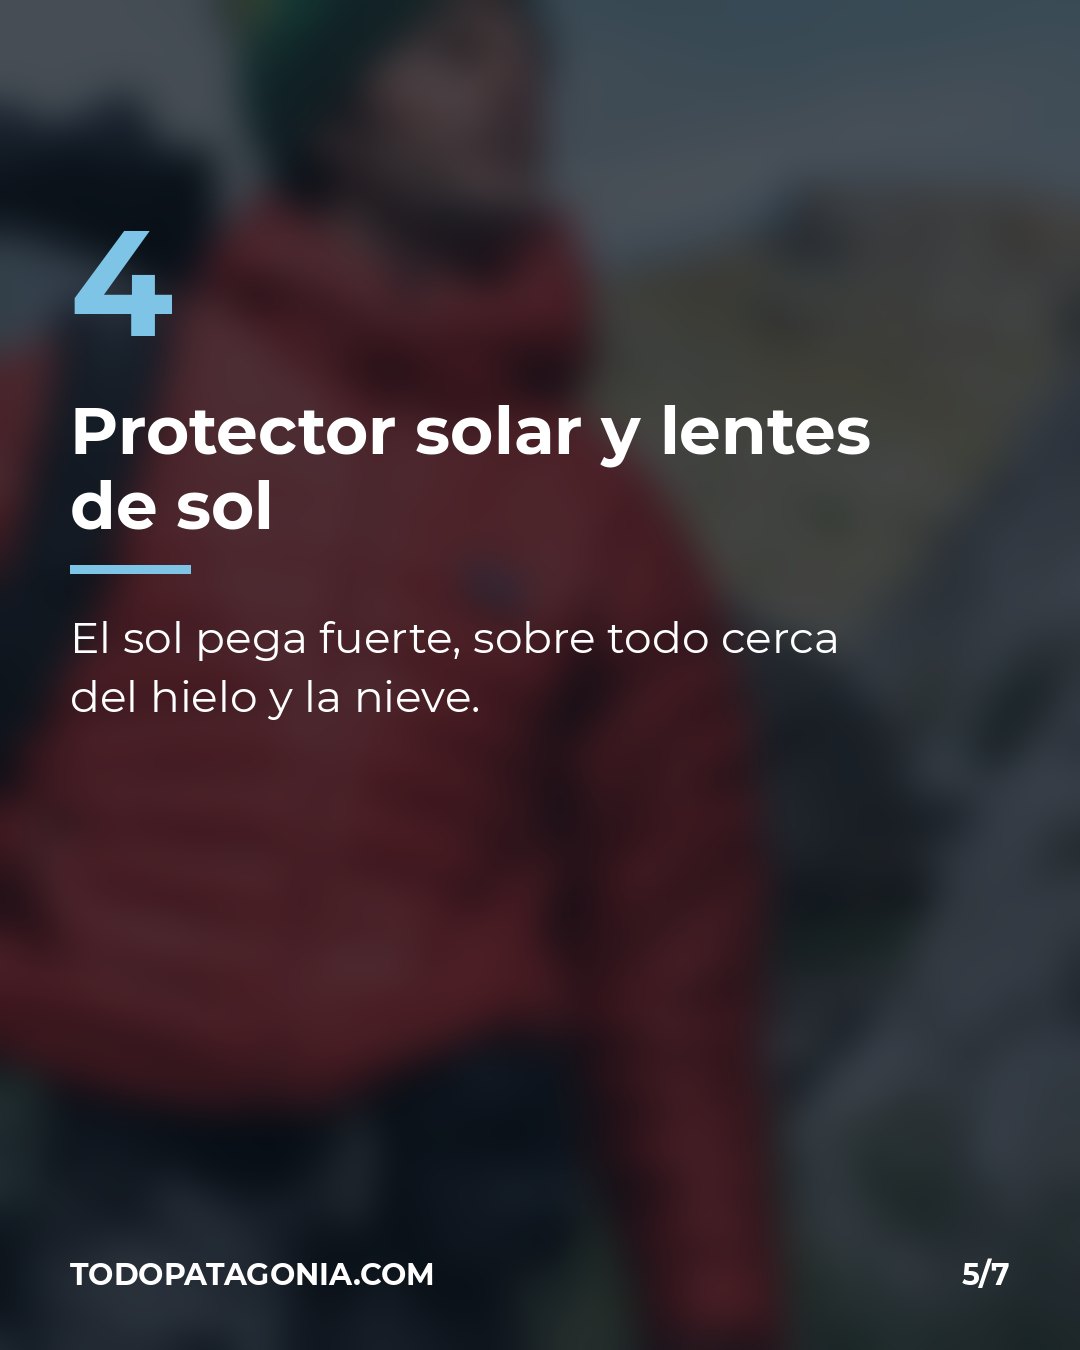 4
Protector solar y lentes
de sol
El sol pega fuerte, sobre todo cerca
del hielo y la nieve.
TODOPATAGONIA.COM
5/7